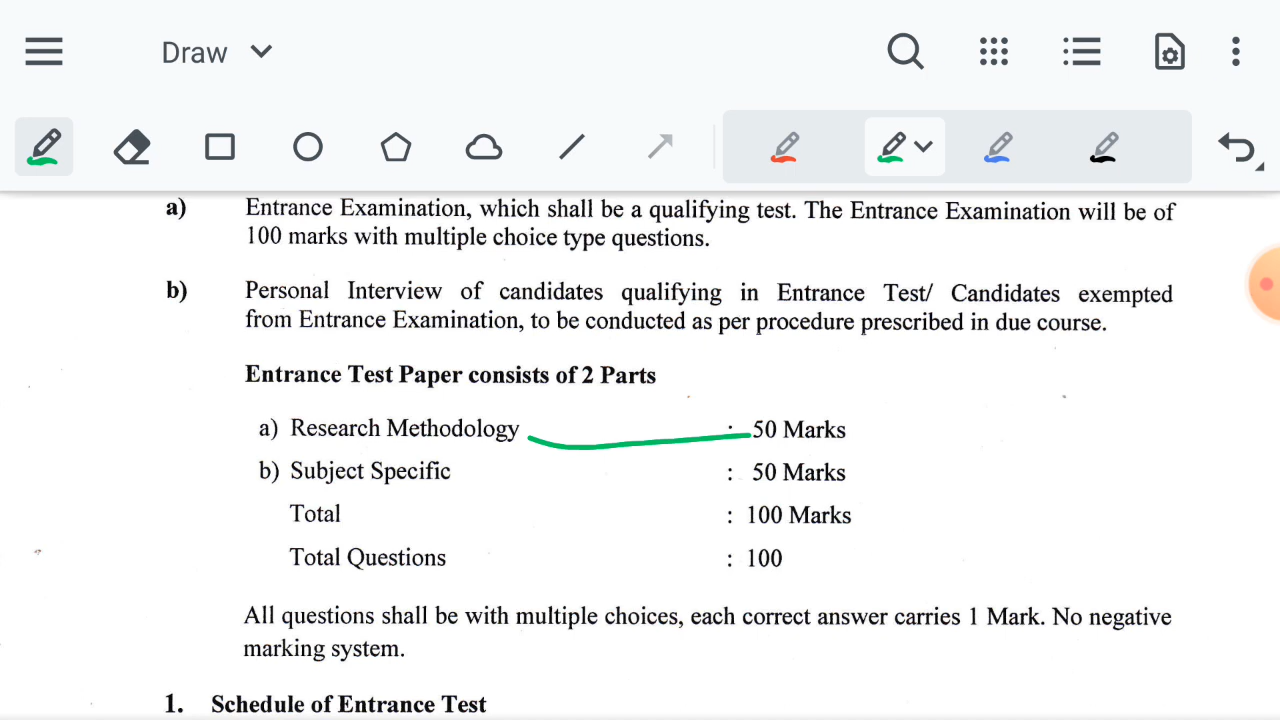 Draw
a) Entrance Examination, which shall be a qualifying test. The Entrance Examination will be of
100 marks with multiple choice type questions.
b) Personal Interview of candidates qualifying in Entrance Test/ Candidates exempted
from Entrance Examination, to be conducted as per procedure prescribed in due course.
Entrance Test Paper consists of 2 Parts
a) Research Methodology : 50 Marks
b) Subject Specific : 50 Marks
Total : 100 Marks
Total Questions : 100
All questions shall be with multiple choices, each correct answer carries 1 Mark. No negative
marking system.
1. Schedule of Entrance Test